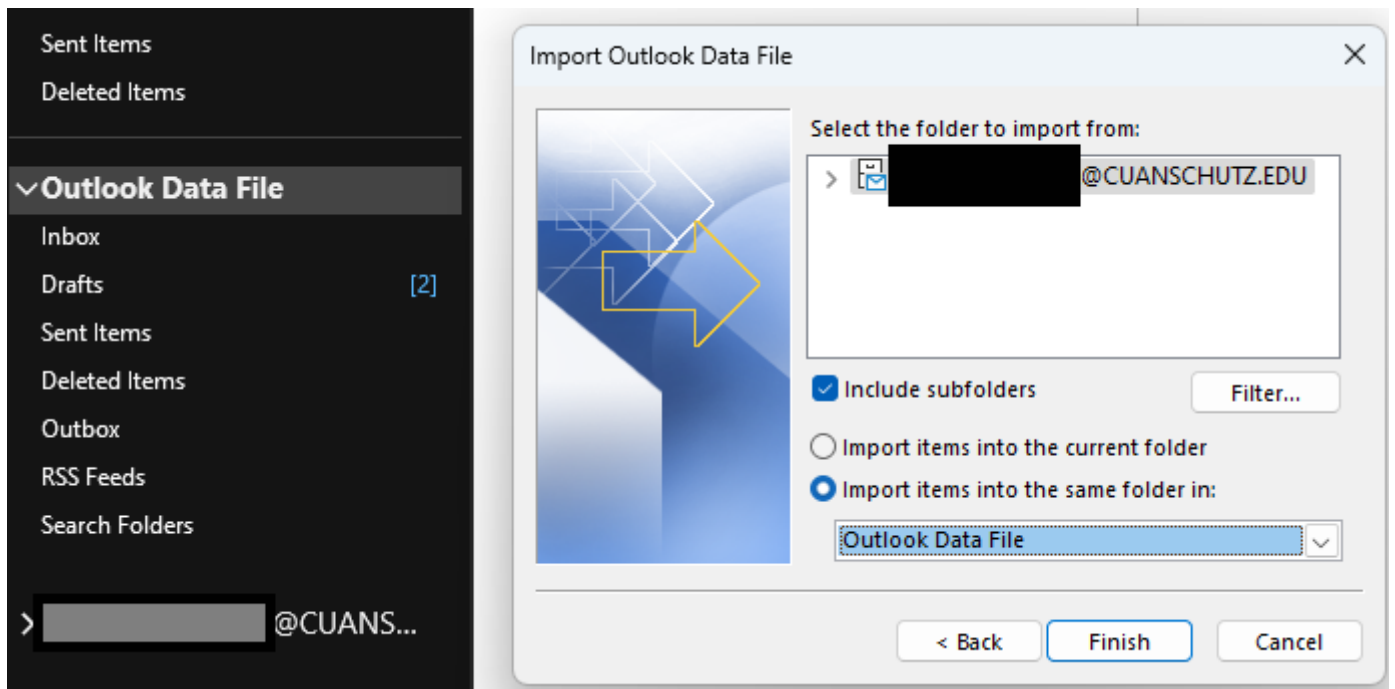 Sent Items
Deleted Items
Outlook Data File
Inbox
Drafts [2]
Sent Items
Deleted Items
Outbox
RSS Feeds
Search Folders
@CUANS...
Import Outlook Data File
Select the folder to import from:
@CUANSCHUTZ.EDU
Include subfolders
Filter...
Import items into the current folder
Import items into the same folder in:
Outlook Data File
< Back
Finish
Cancel